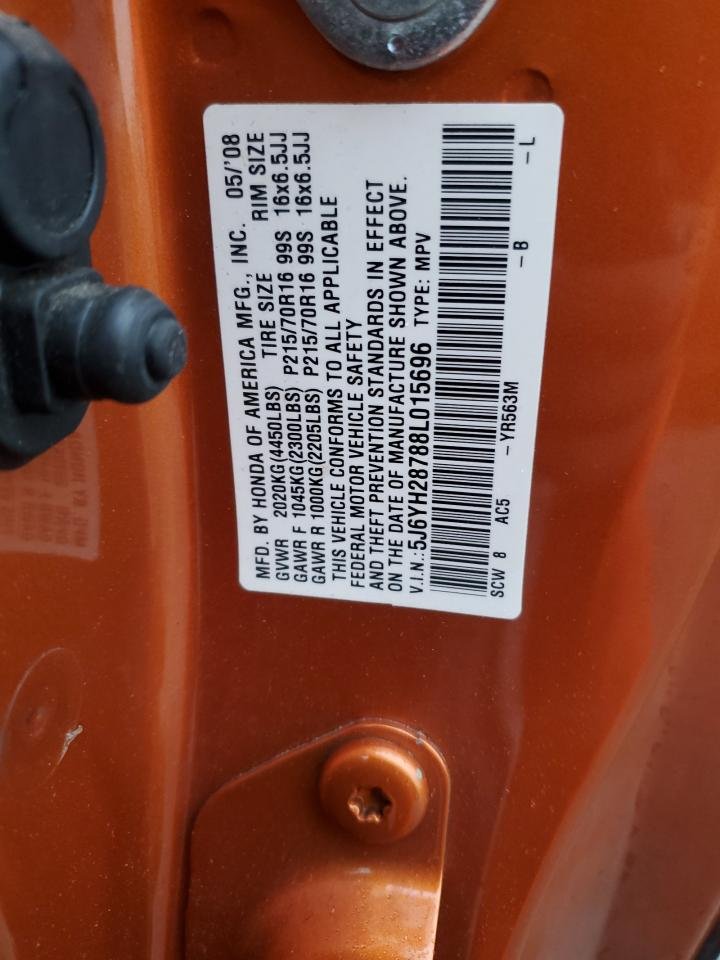 MFD. BY HONDA OF AMERICA MFG., INC. 05/'08
GVWR 2020KG(4450LBS) TIRE SIZE RIM SIZE
GAWR F 1045KG(2300LBS) P215/70R16 99S 16x6.5JJ
GAWR R 1000KG(2205LBS) P215/70R16 99S 16x6.5JJ
THIS VEHICLE CONFORMS TO ALL APPLICABLE
FEDERAL MOTOR VEHICLE SAFETY
AND THEFT PREVENTION STANDARDS IN EFFECT
ON THE DATE OF MANUFACTURE SHOWN ABOVE.
V.I.N.:5J6YH28788L015696 TYPE: MPV
SCW 8 AC5 -YR563M -B -L